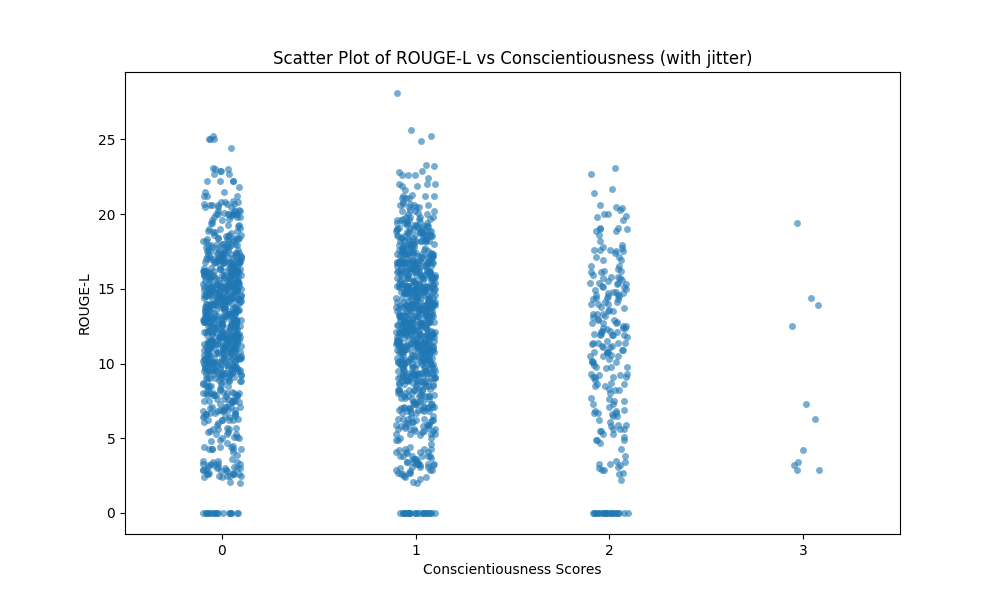 Scatter Plot of ROUGE-L vs Conscientiousness (with jitter)
ROUGE-L
25
20
15
10
5
0
0 1 2 3
Conscientiousness Scores